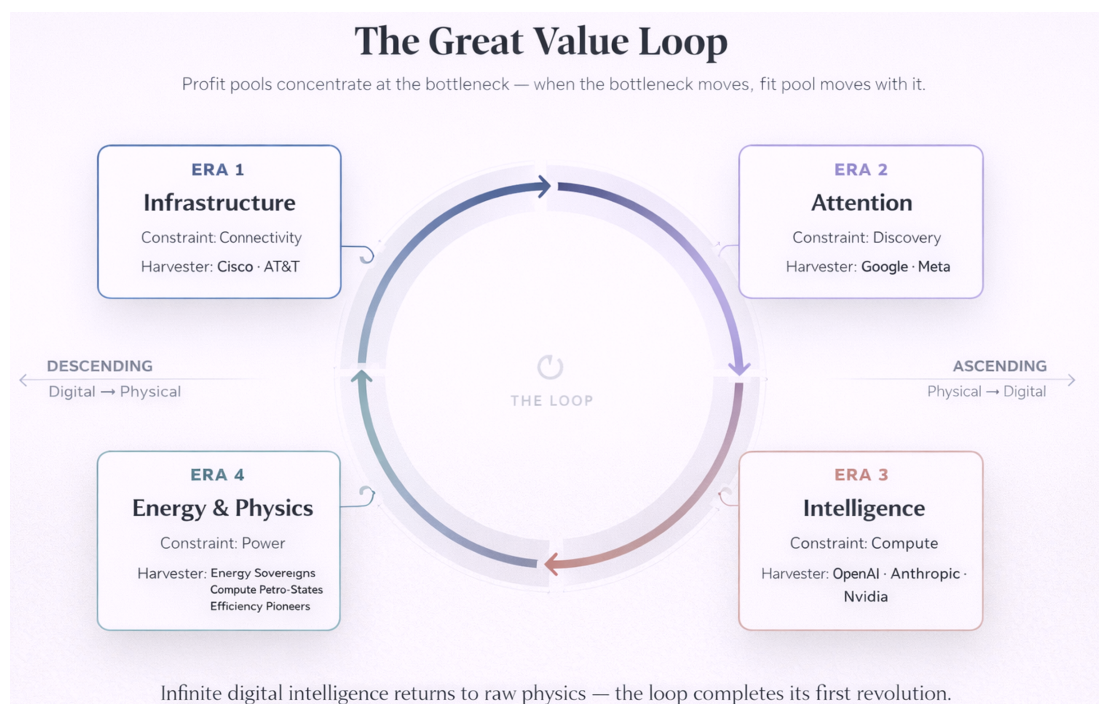 The Great Value Loop
Profit pools concentrate at the bottleneck — when the bottleneck moves, fit pool moves with it.
ERA 1
Infrastructure
Constraint: Connectivity
Harvester: Cisco · AT&T
ERA 2
Attention
Constraint: Discovery
Harvester: Google · Meta
DESCENDING
Digital → Physical
THE LOOP
ASCENDING
Physical → Digital
ERA 4
Energy & Physics
Constraint: Power
Harvester: Energy Sovereigns
Compute Petro-States
Efficiency Pioneers
ERA 3
Intelligence
Constraint: Compute
Harvester: OpenAI · Anthropic ·
Nvidia
Infinite digital intelligence returns to raw physics — the loop completes its first revolution.